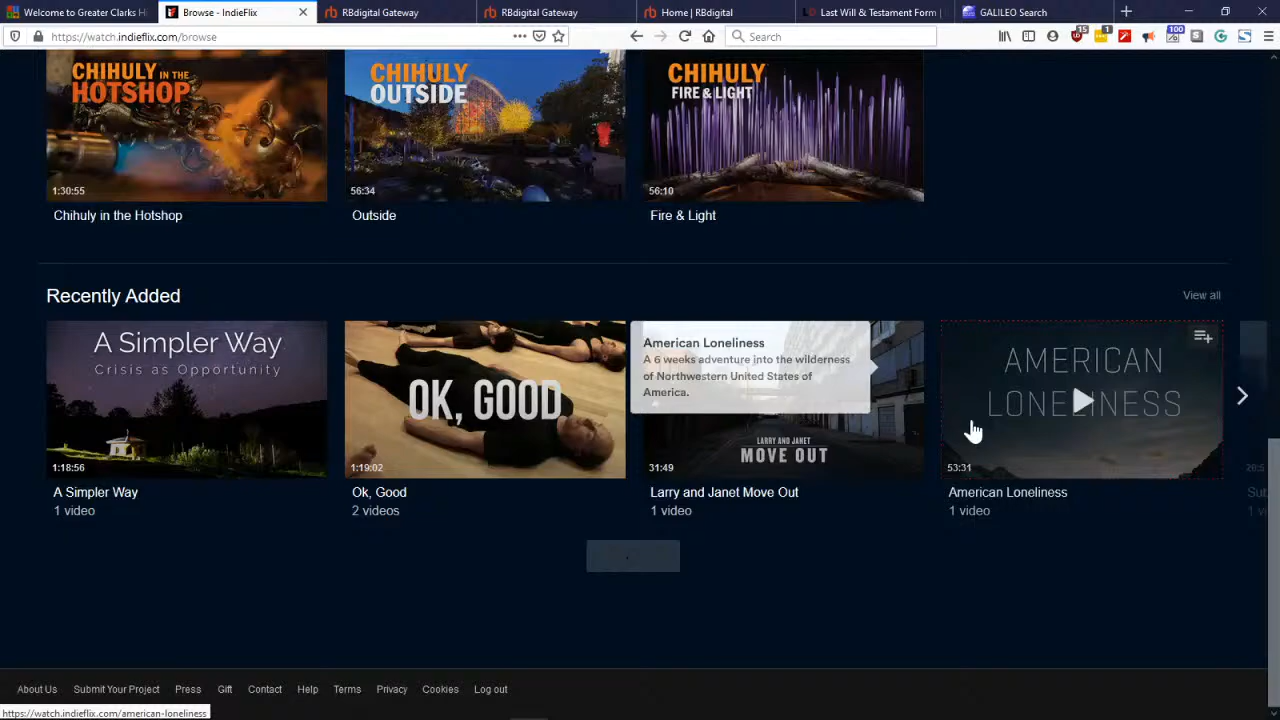 Welcome to Greater Clarks Hi
Browse - IndieFlix
RBdigital Gateway
RBdigital Gateway
Home | RBdigital
Last Will & Testament Form |
GALILEO Search
https://watch.indieflix.com/browse
Search
15
1
100
CHIHULY IN THE
HOTSHOP
CHIHULY
OUTSIDE
CHIHULY
FIRE & LIGHT
1:30:55
56:34
56:10
Chihuly in the Hotshop
Outside
Fire & Light
Recently Added
View all
A Simpler Way
Crisis as Opportunity
OK, GOOD
American Loneliness
A 6 weeks adventure into the wilderness
of Northwestern United States of
America.
LARRY AND JANET
MOVE OUT
AMERICAN
LONELINESS
1:18:56
1:19:02
31:49
53:31
A Simpler Way
1 video
Ok, Good
2 videos
Larry and Janet Move Out
1 video
American Loneliness
1 video
About Us
Submit Your Project
Press
Gift
Contact
Help
Terms
Privacy
Cookies
Log out
https://watch.indieflix.com/american-loneliness